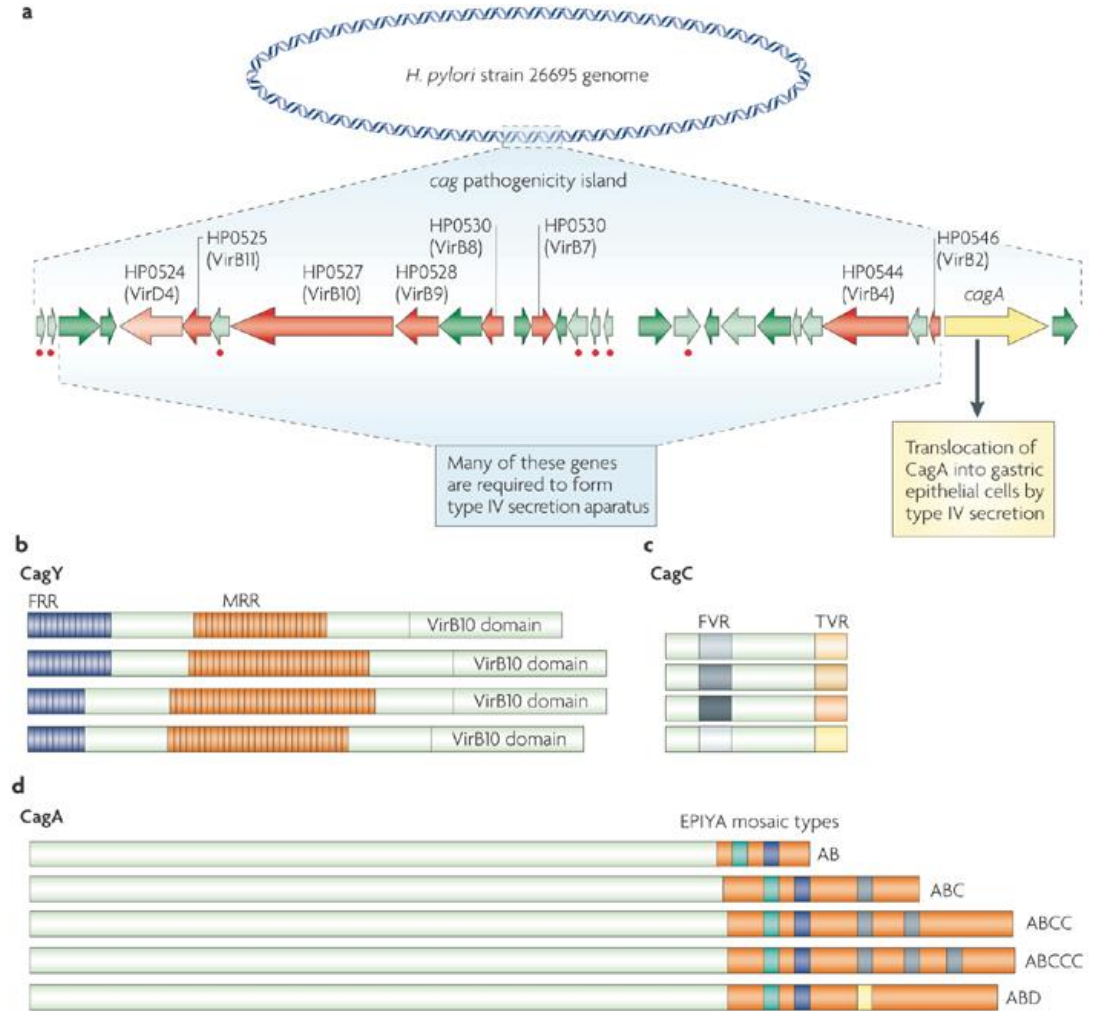 a
H. pylori strain 26695 genome
cag pathogenicity island
HP0524
(VirD4)
HP0525
(VirB11)
HP0527
(VirB10)
HP0528
(VirB9)
HP0530
(VirB8)
HP0530
(VirB7)
HP0544
(VirB4)
HP0546
(VirB2)
cagA
Many of these genes
are required to form
type IV secretion apparatus
Translocation of
CagA into gastric
epithelial cells by
type IV secretion
b
CagY
FRR
MRR
VirB10 domain
VirB10 domain
VirB10 domain
VirB10 domain
c
CagC
FVR
TVR
d
CagA
EPIYA mosaic types
AB
ABC
ABCC
ABCCC
ABD